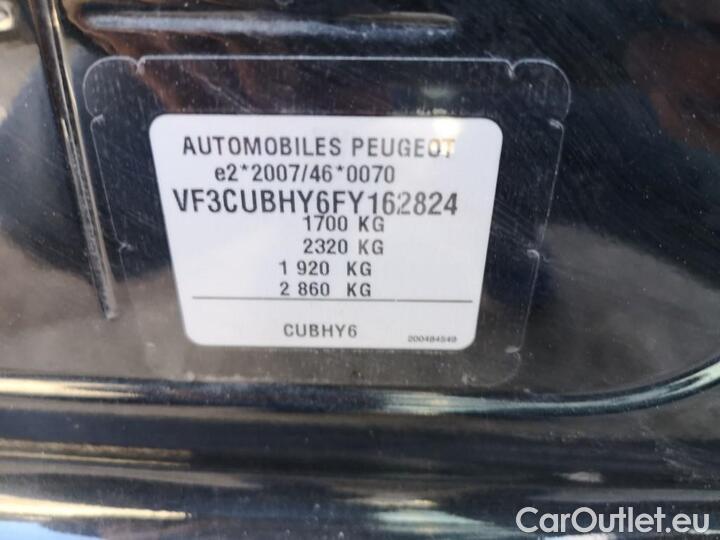 AUTOMOBILES PEUGEOT
e2*2007/46*0070
VF3CUBHY6FY162824
1700 KG
2320 KG
1 920 KG
2 860 KG
CUBHY6
200484549
CarOutlet.eu